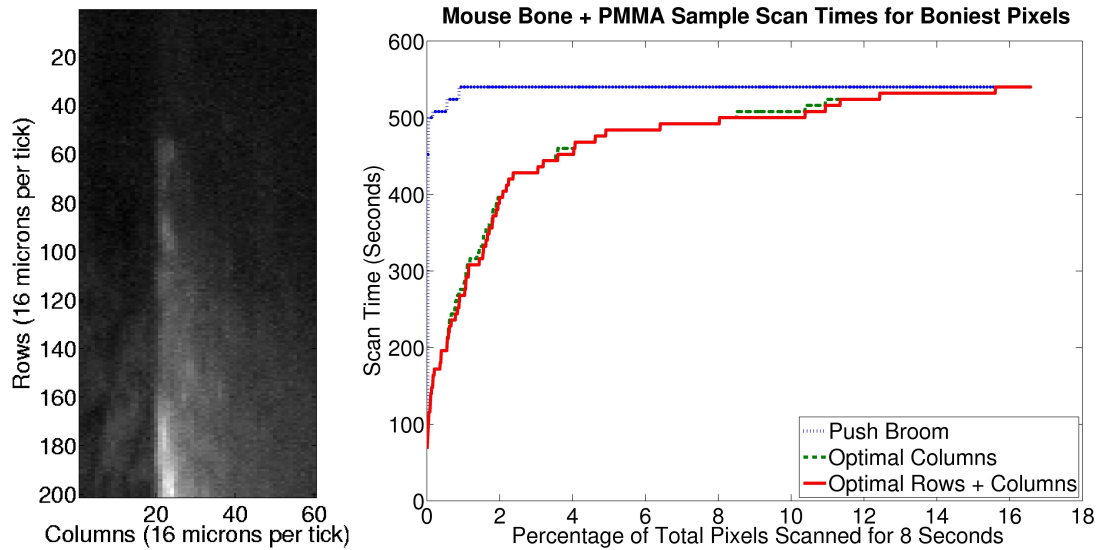 20
40
60
80
100
120
140
160
180
200
Rows (16 microns per tick)
20 40 60
Columns (16 microns per tick)
Mouse Bone + PMMA Sample Scan Times for Boniest Pixels
600
500
400
300
200
100
0
Scan Time (Seconds)
Push Broom
Optimal Columns
Optimal Rows + Columns
0 2 4 6 8 10 12 14 16 18
Percentage of Total Pixels Scanned for 8 Seconds